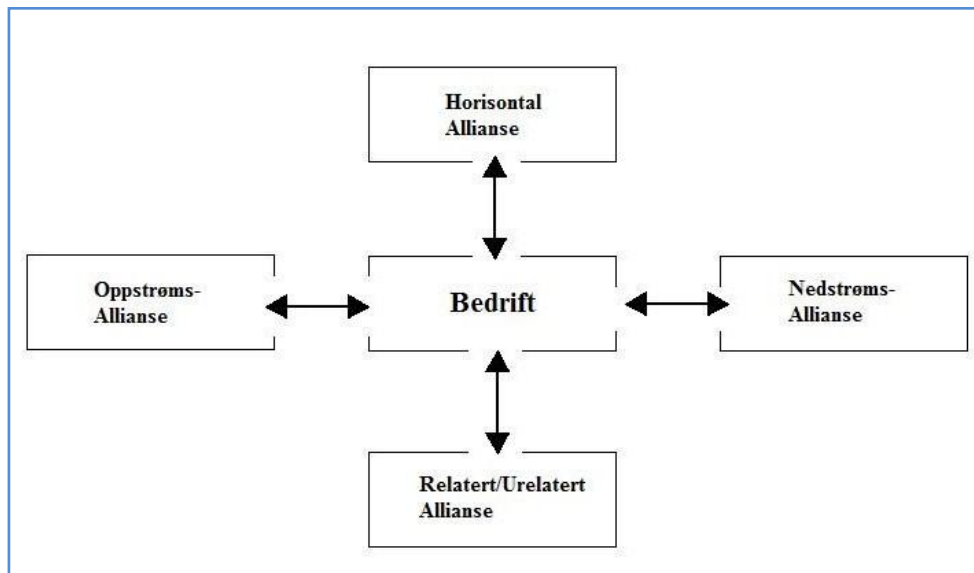 Horisontal
Allianse
Oppstrøms-
Allianse
Bedrift
Nedstrøms-
Allianse
Relatert/Urelatert
Allianse